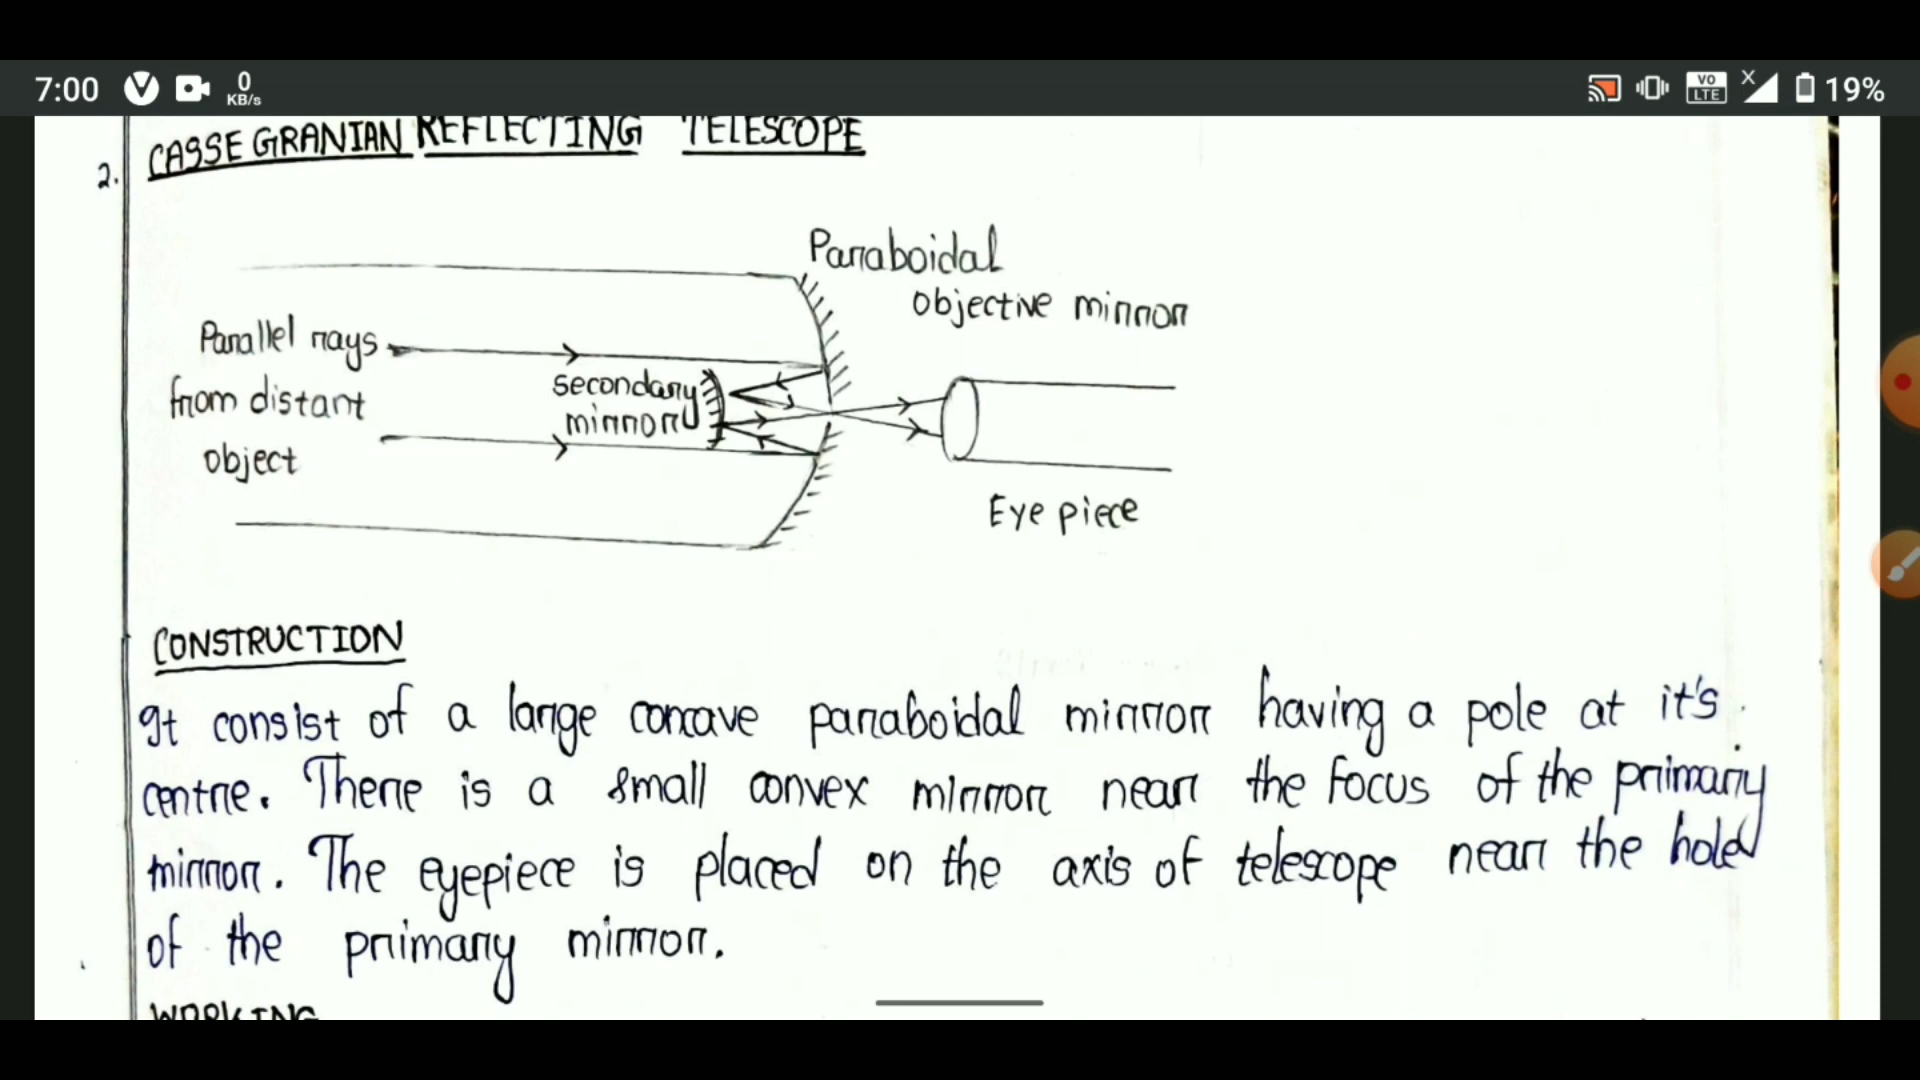 7:00 0 KB/s VO LTE X 19%
2. CASSEGRANIAN REFLECTING TELESCOPE
Paraboidal
objective mirror
Parallel rays
from distant
object
secondary
mirror
Eye piece
CONSTRUCTION
It consist of a large concave paraboidal mirror having a pole at it's
centre. There is a small convex mirror near the focus of the primary
mirror. The eyepiece is placed on the axis of telescope near the hole
of the primary mirror.
WORKING